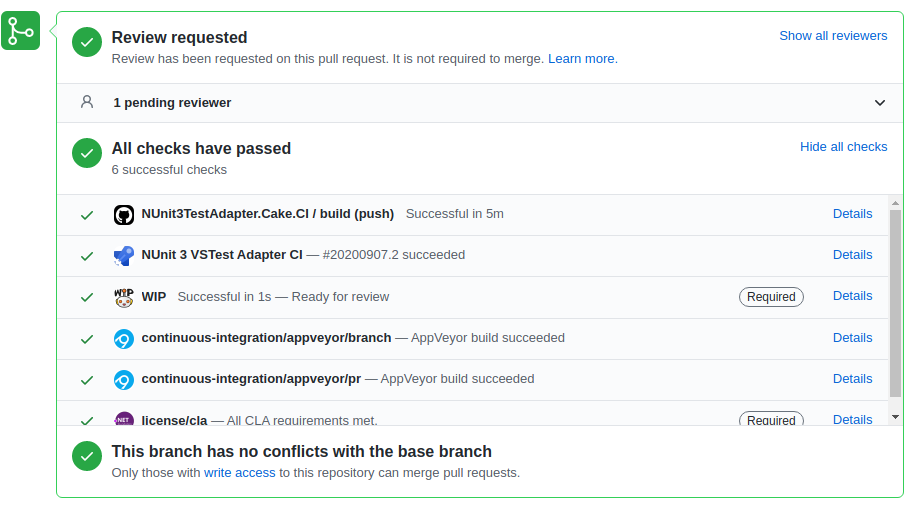 Review requested
Show all reviewers
Review has been requested on this pull request. It is not required to merge. Learn more.
1 pending reviewer
All checks have passed
Hide all checks
6 successful checks
NUnit3TestAdapter.Cake.CI / build (push) Successful in 5m Details
NUnit 3 VSTest Adapter CI — #20200907.2 succeeded Details
WIP WIP Successful in 1s — Ready for review Required Details
continuous-integration/appveyor/branch — AppVeyor build succeeded Details
continuous-integration/appveyor/pr — AppVeyor build succeeded Details
.NET license/cla — All CLA requirements met. Required Details
This branch has no conflicts with the base branch
Only those with write access to this repository can merge pull requests.